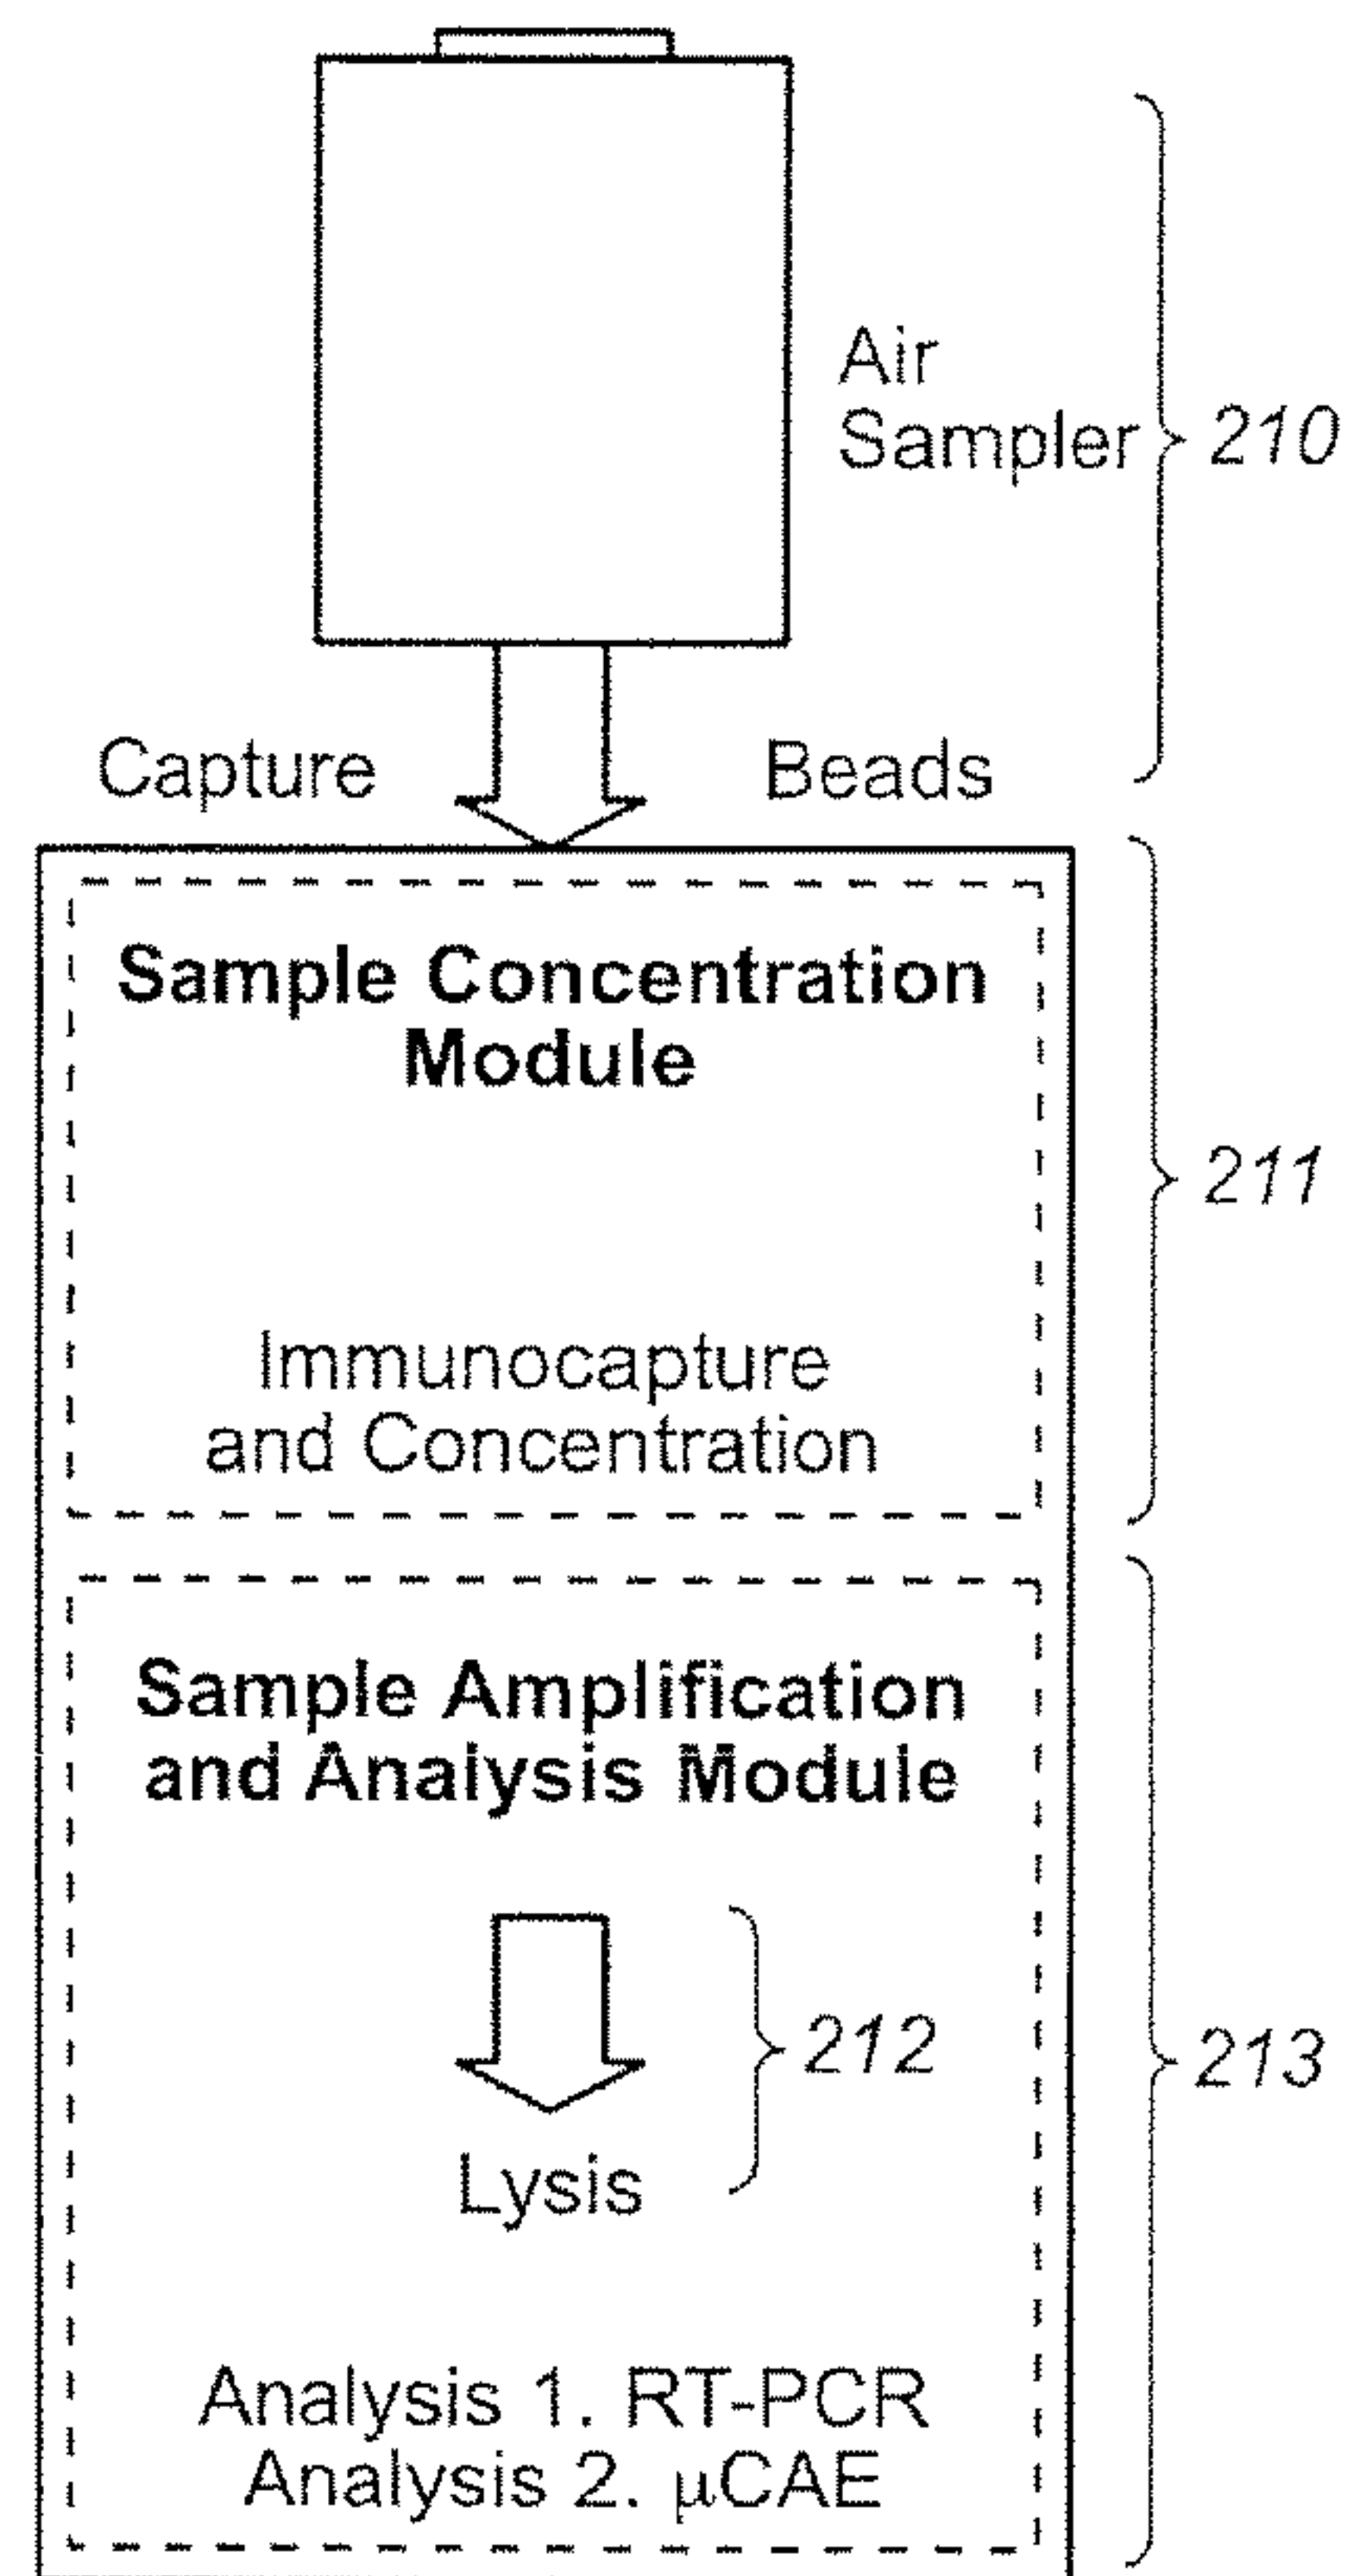 Air
Sampler
210
Capture
Beads
Sample Concentration
Module
211
Immunocapture
and Concentration
Sample Amplification
and Analysis Module
212
213
Lysis
Analysis 1. RT-PCR
Analysis 2. μCAE